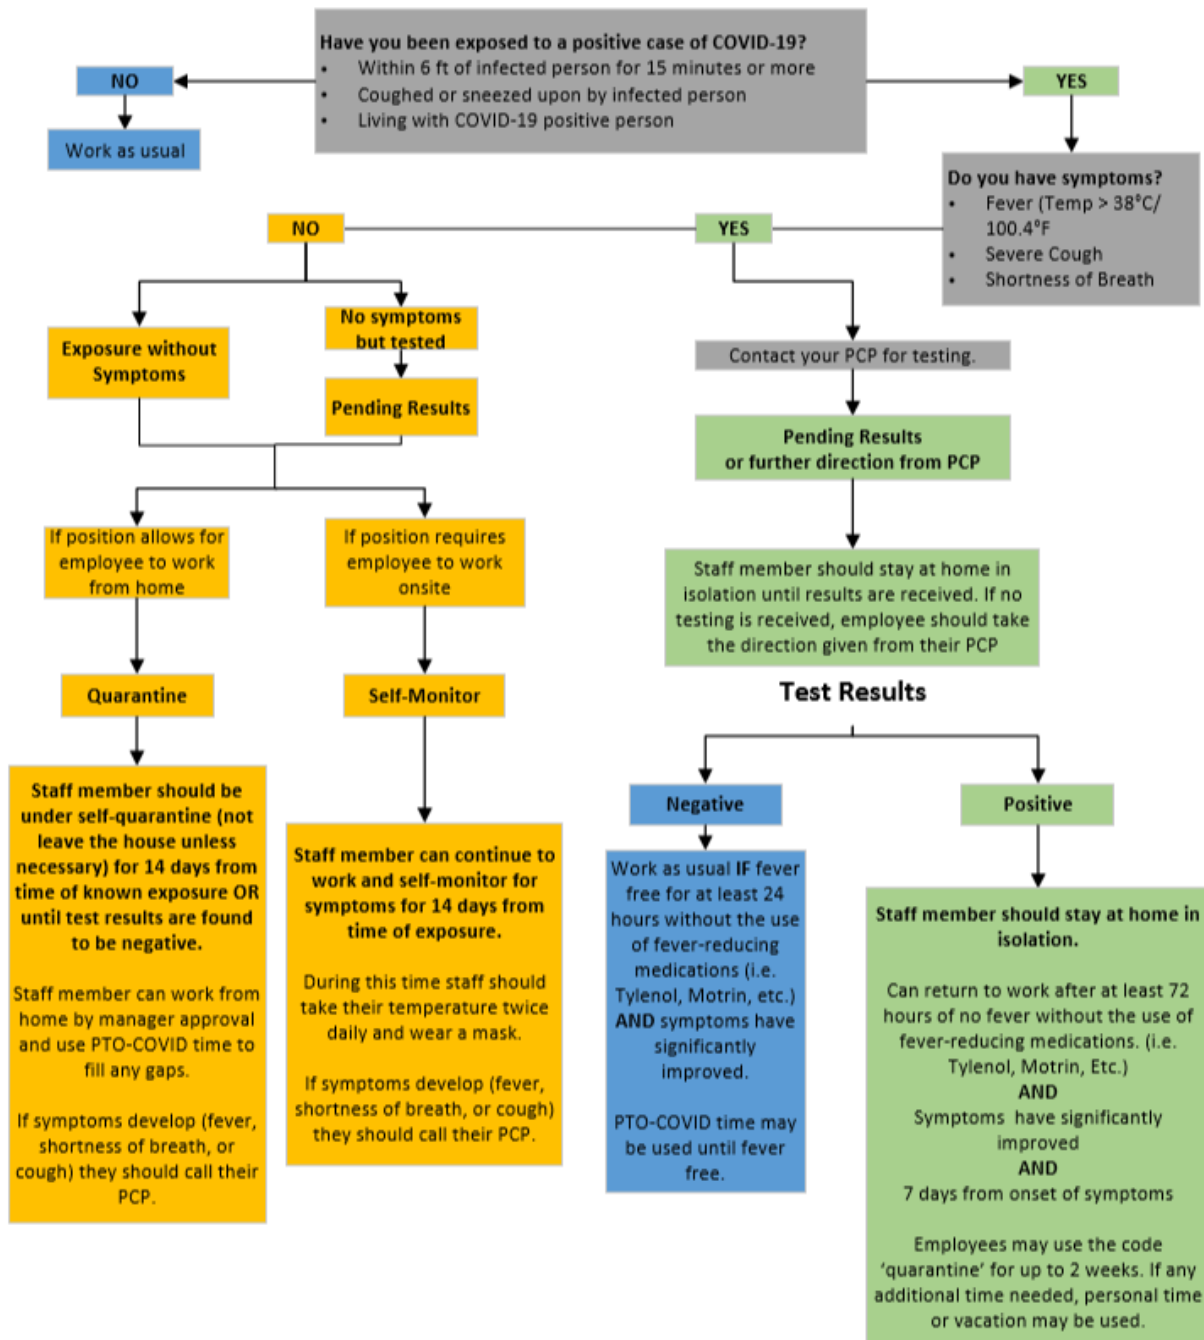 Have you been exposed to a positive case of COVID-19?
• Within 6 ft of infected person for 15 minutes or more
• Coughed or sneezed upon by infected person
• Living with COVID-19 positive person
NO
YES
Work as usual
Do you have symptoms?
• Fever (Temp > 38°C/
100.4°F
• Severe Cough
• Shortness of Breath
NO
YES
No symptoms
but tested
Exposure without
Symptoms
Contact your PCP for testing.
Pending Results
Pending Results
or further direction from PCP
If position allows for
employee to work
from home
If position requires
employee to work
onsite
Staff member should stay at home in
isolation until results are received. If no
testing is received, employee should take
the direction given from their PCP
Quarantine
Self-Monitor
Test Results
Negative
Positive
Staff member should be
under self-quarantine (not
leave the house unless
necessary) for 14 days from
time of known exposure OR
until test results are found
to be negative.
Staff member can work from
home by manager approval
and use PTO-COVID time to
fill any gaps.
If symptoms develop (fever,
shortness of breath, or
cough) they should call their
PCP.
Staff member can continue to
work and self-monitor for
symptoms for 14 days from
time of exposure.
During this time staff should
take their temperature twice
daily and wear a mask.
If symptoms develop (fever,
shortness of breath, or cough)
they should call their PCP.
Work as usual IF fever
free for at least 24
hours without the use
of fever-reducing
medications (i.e.
Tylenol, Motrin, etc.)
AND symptoms have
significantly
improved.
PTO-COVID time may
be used until fever
free.
Staff member should stay at home in
isolation.
Can return to work after at least 72
hours of no fever without the use of
fever-reducing medications. (i.e.
Tylenol, Motrin, Etc.)
AND
Symptoms have significantly
improved
AND
7 days from onset of symptoms
Employees may use the code
‘quarantine’ for up to 2 weeks. If any
additional time needed, personal time
or vacation may be used.